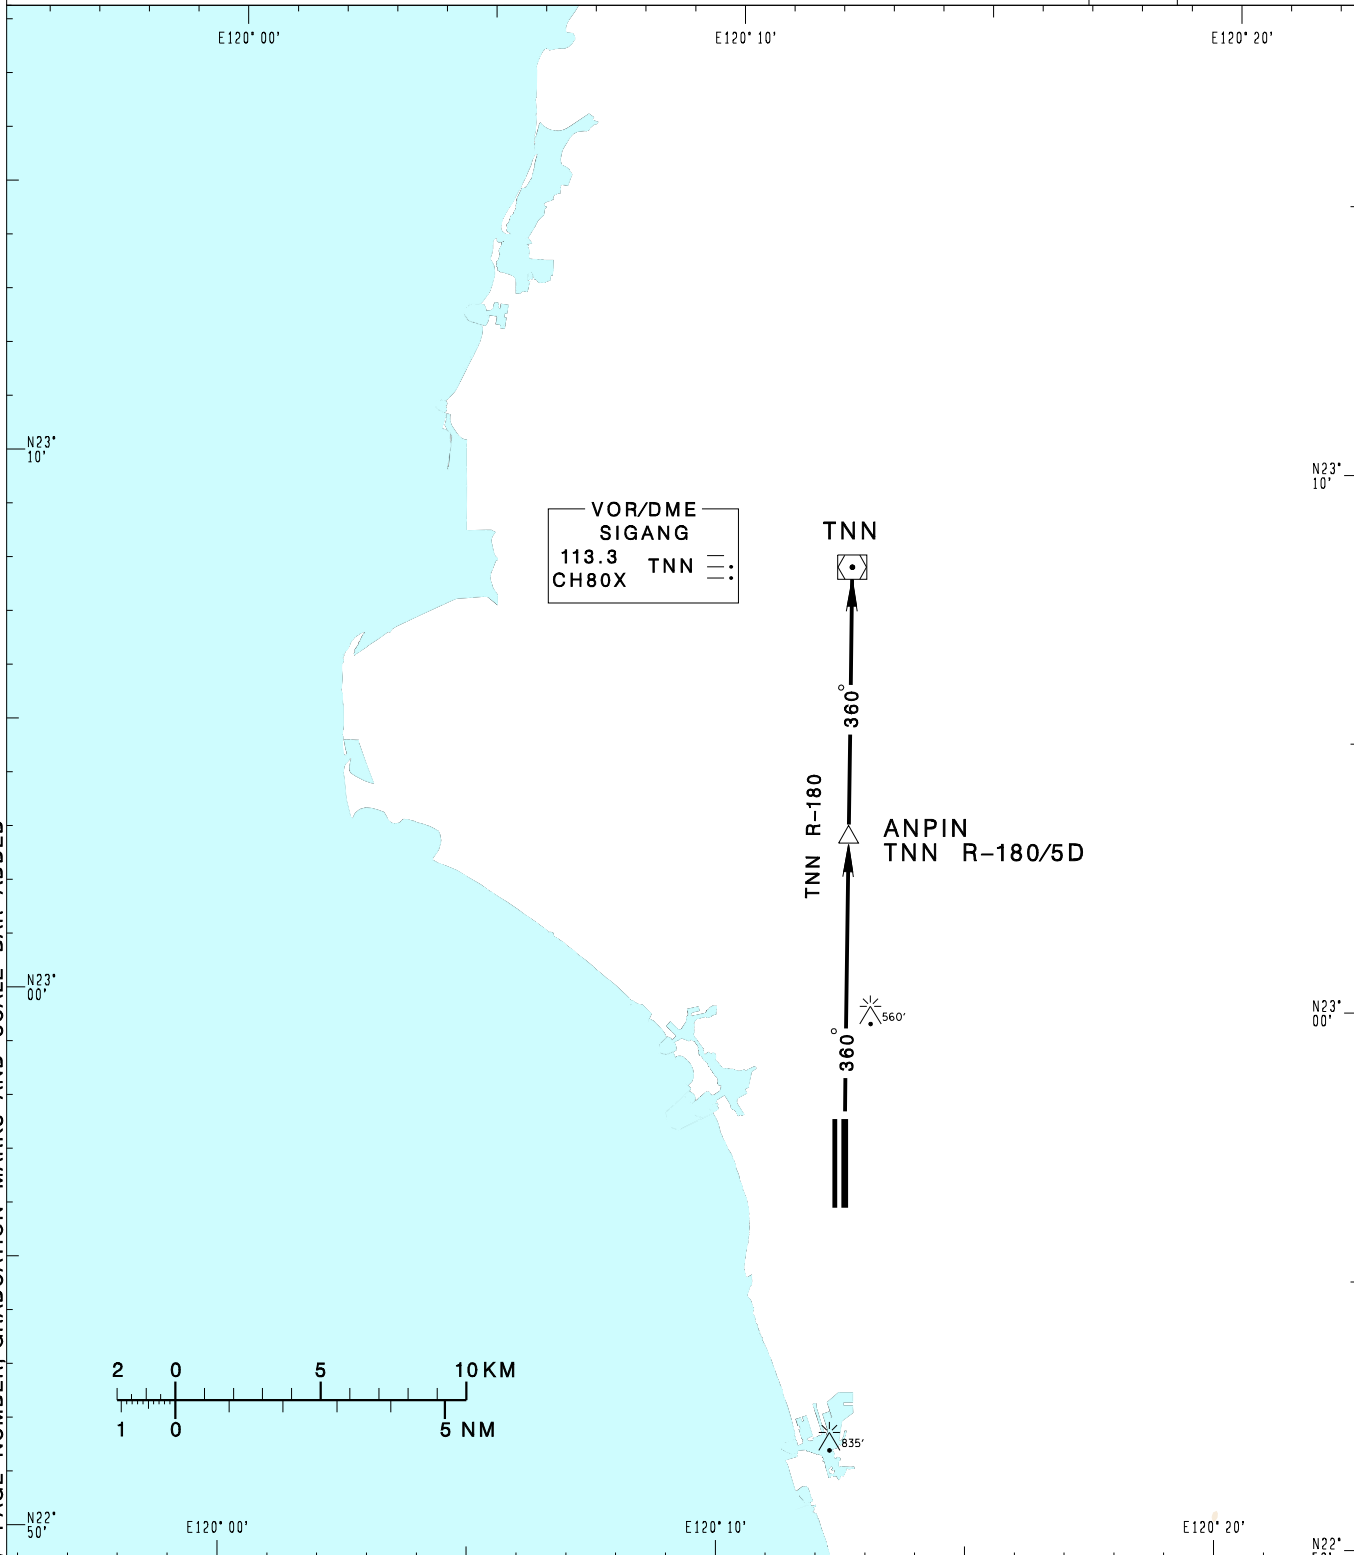 E120° 00'
E120° 10'
E120° 20'
N23°
10'
N23°
10'
VOR/DME
SIGANG
113.3
TNN
CH80X
TNN
360°
TNN R-180
ANPIN
TNN R-180/5D
N23°
00'
N23°
00'
560'
360°
2 0 5 10 KM
1 0 5 NM
835'
N22°
50'
E120° 00'
E120° 10'
E120° 20'
N22°